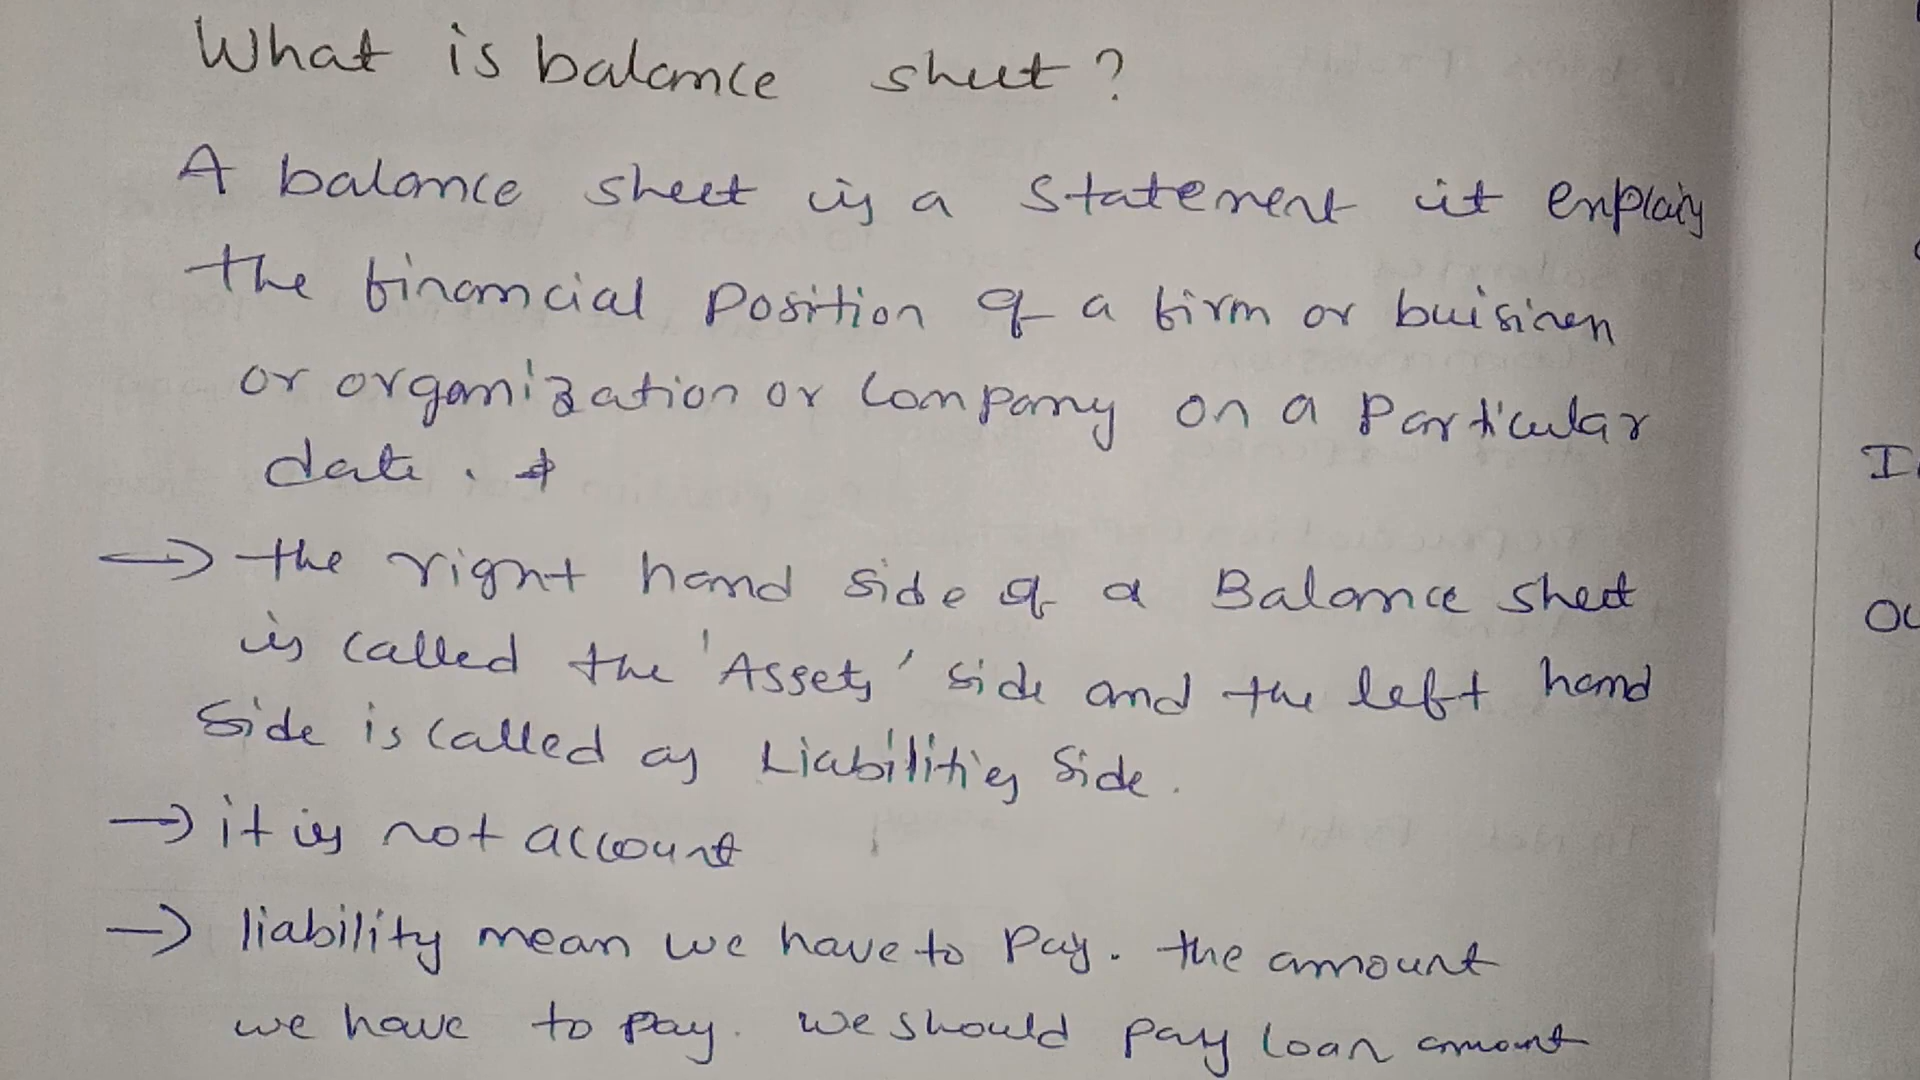 What is balance sheet?
A balance sheet is a statement it explains
the financial position of a firm or buisiness
or organization or company on a particular
date.
→ the right hand side of a Balance sheet
is called the 'Assets' side and the left hand
side is called as Liabilities side.
→ it is not account
→ liability mean we have to pay. the amount
we have to pay. we should pay loan amount